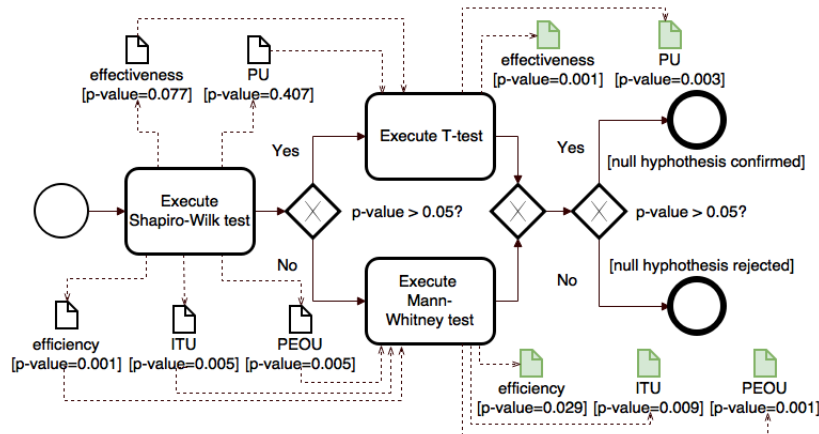 effectiveness
[p-value=0.077]
PU
[p-value=0.407]
effectiveness
[p-value=0.001]
PU
[p-value=0.003]
Execute T-test
Yes
Yes
[null hyphothesis confirmed]
Execute
Shapiro-Wilk test
X
p-value > 0.05?
X
X
p-value > 0.05?
No
Execute
Mann-
Whitney test
No
[null hyphothesis rejected]
efficiency
[p-value=0.001]
ITU
[p-value=0.005]
PEOU
[p-value=0.005]
efficiency
[p-value=0.029]
ITU
[p-value=0.009]
PEOU
[p-value=0.001]